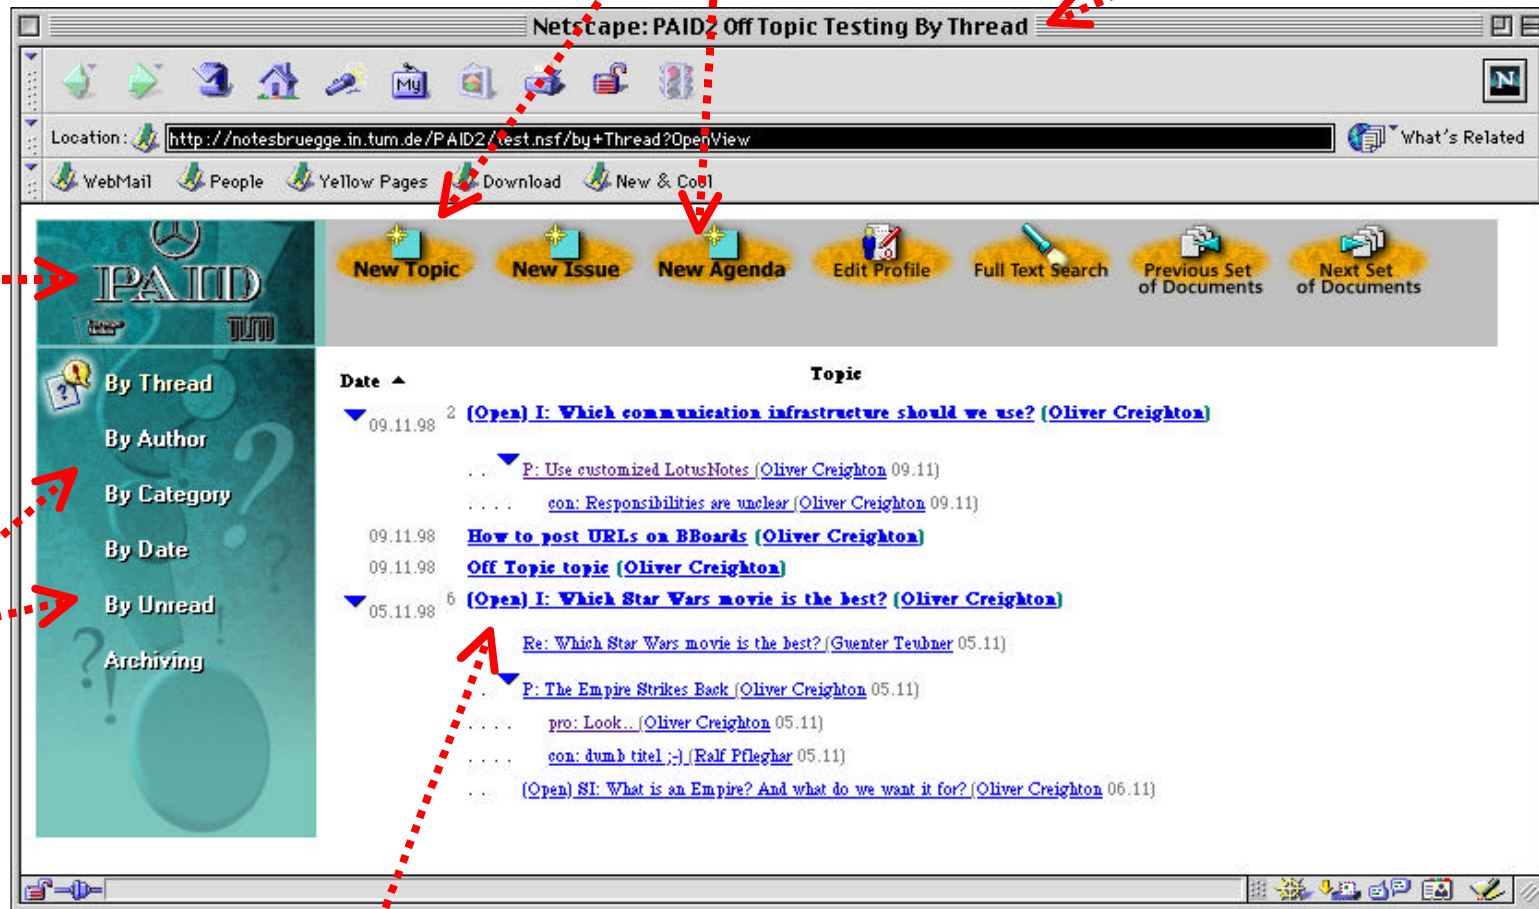 Netscape: PAID2 Off Topic Testing By Thread
My
N
Location: http://notesbruegge.in.tum.de/PAID2/test.nsf/by+Thread?OpenView
What's Related
WebMail People Yellow Pages Download New & Cool
PAID
TUM
New Topic New Issue New Agenda Edit Profile Full Text Search Previous Set of Documents Next Set of Documents
By Thread
By Author
By Category
By Date
By Unread
Archiving
Date Topic
09.11.98 2 (Open) I: Which communication infrastructure should we use? (Oliver Creighton)
. . P: Use customized LotusNotes (Oliver Creighton 09.11)
. . . . con: Responsibilities are unclear (Oliver Creighton 09.11)
09.11.98 How to post URLs on BBoards (Oliver Creighton)
09.11.98 Off Topic topic (Oliver Creighton)
05.11.98 6 (Open) I: Which Star Wars movie is the best? (Oliver Creighton)
Re: Which Star Wars movie is the best? (Guenter Teubner 05.11)
. . P: The Empire Strikes Back (Oliver Creighton 05.11)
. . . . pro: Look.. (Oliver Creighton 05.11)
. . . . con: dumb titel ;-) (Ralf Pfleghar 05.11)
. . (Open) SI: What is an Empire? And what do we want it for? (Oliver Creighton 06.11)